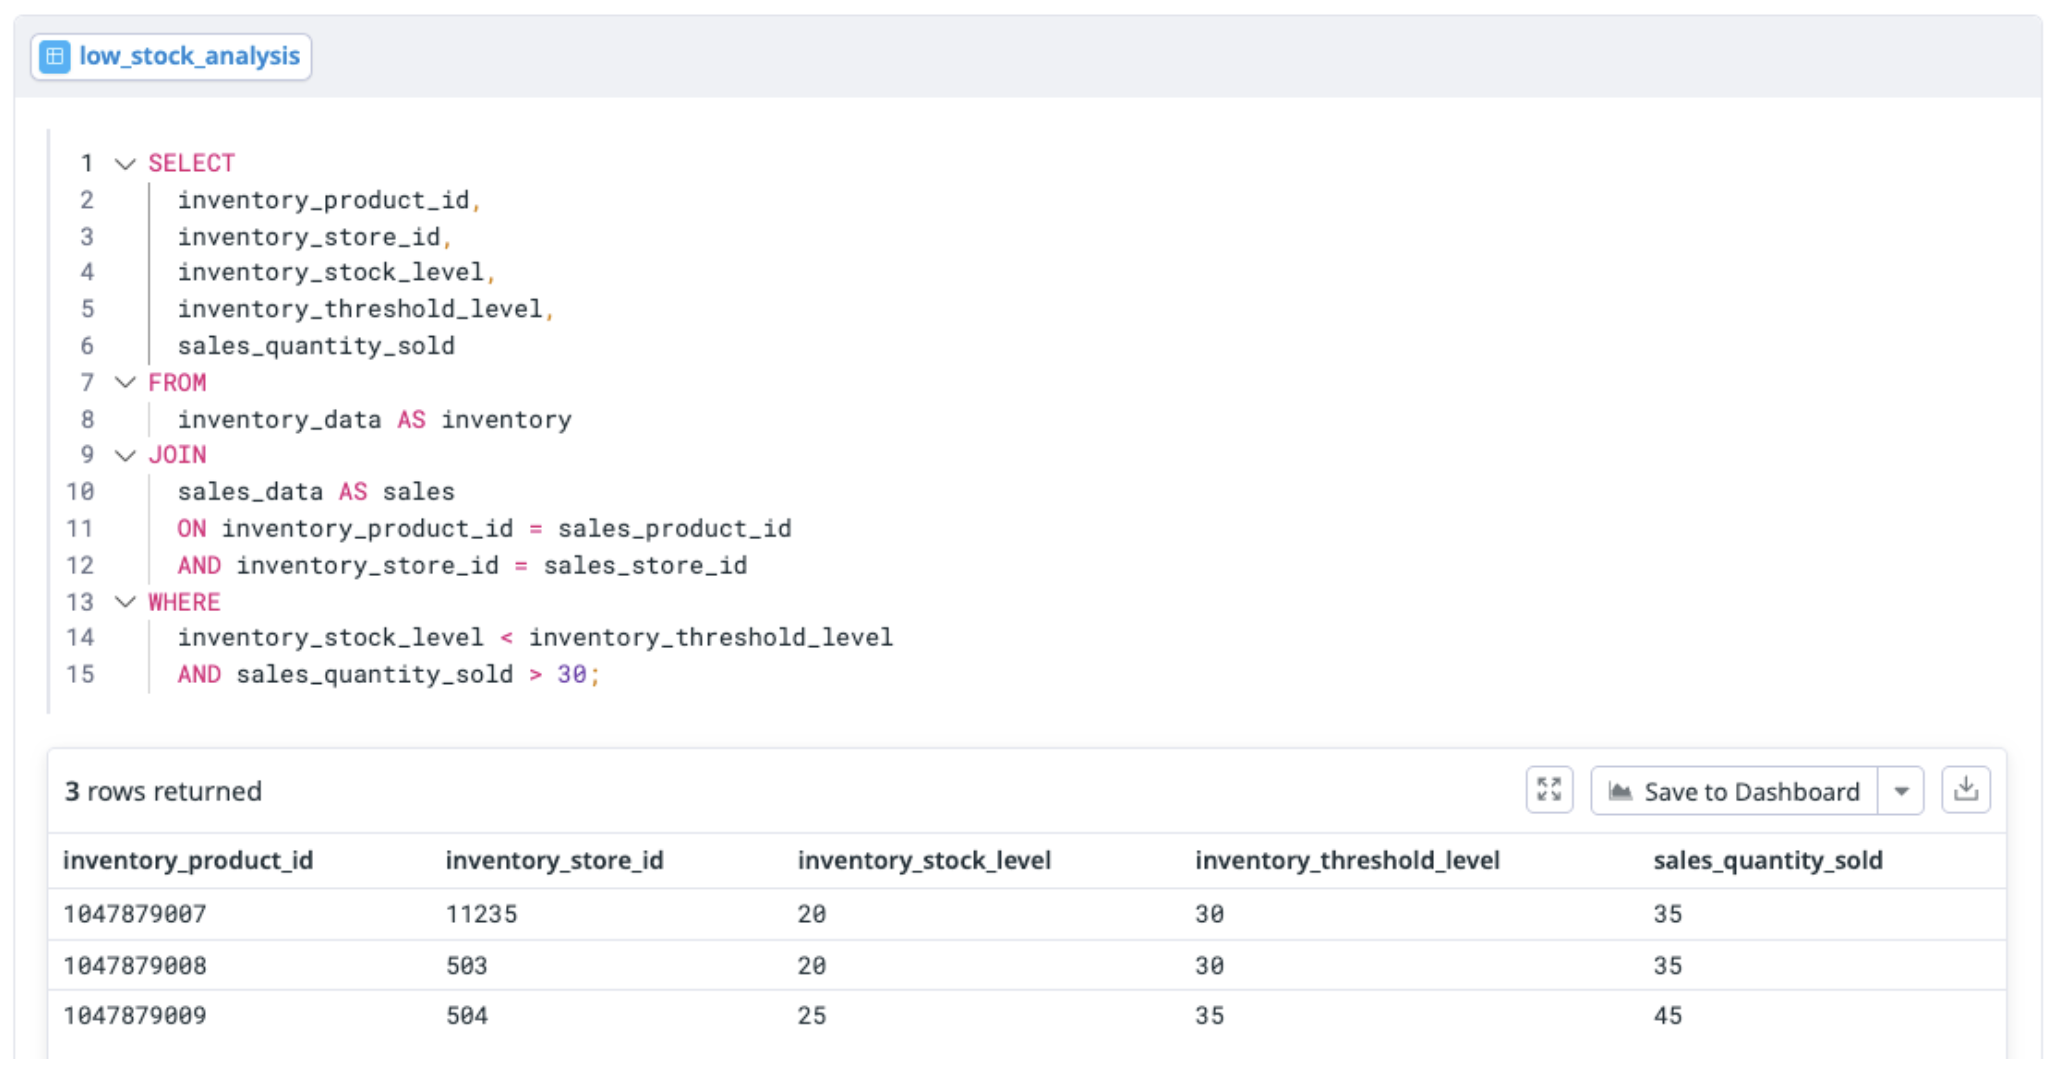 low_stock_analysis
1 SELECT
2 inventory_product_id,
3 inventory_store_id,
4 inventory_stock_level,
5 inventory_threshold_level,
6 sales_quantity_sold
7 FROM
8 inventory_data AS inventory
9 JOIN
10 sales_data AS sales
11 ON inventory_product_id = sales_product_id
12 AND inventory_store_id = sales_store_id
13 WHERE
14 inventory_stock_level < inventory_threshold_level
15 AND sales_quantity_sold > 30;
3 rows returned Save to Dashboard
inventory_product_id inventory_store_id inventory_stock_level inventory_threshold_level sales_quantity_sold
1047879007 11235 20 30 35
1047879008 503 20 30 35
1047879009 504 25 35 45